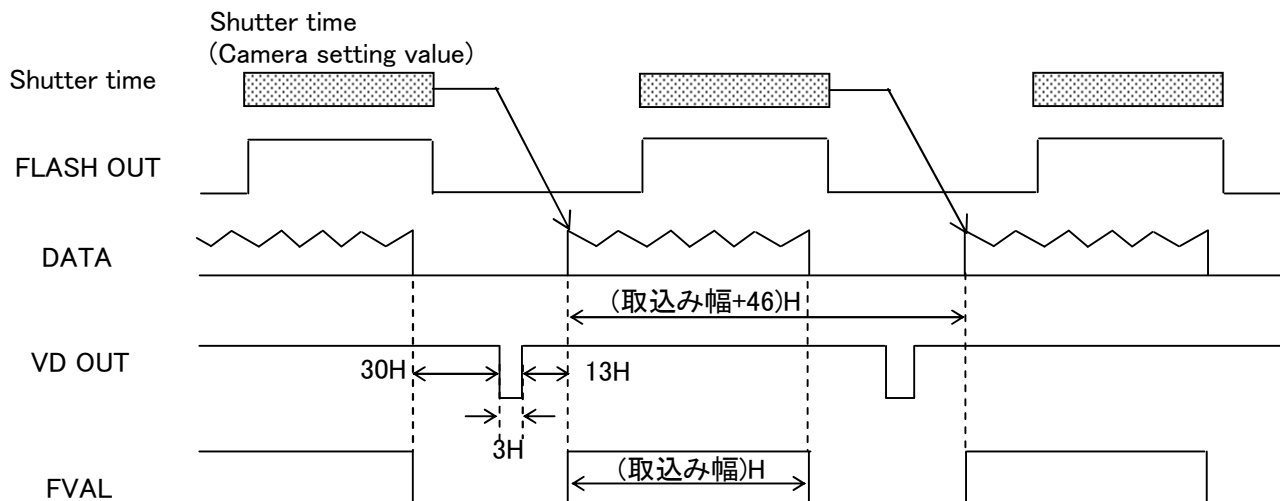 Shutter time
(Camera setting value)
Shutter time
FLASH OUT
DATA
(取込み幅+46)H
VD OUT
30H
13H
3H
(取込み幅)H
FVAL